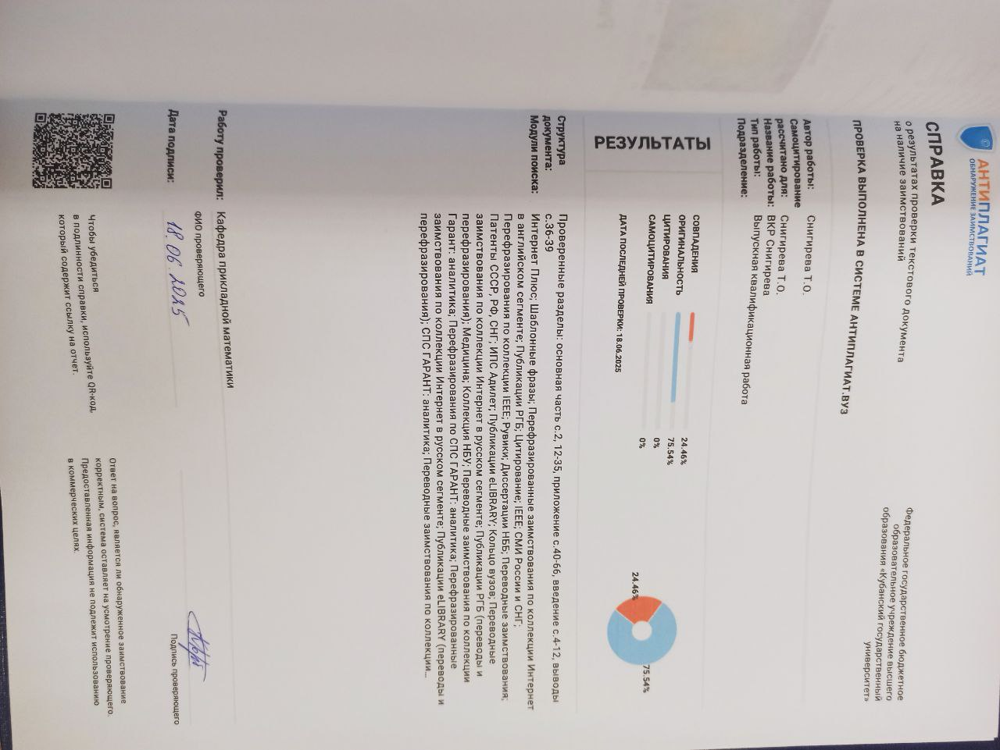 АНТИПЛАГИАТ
ОБНАРУЖЕНИЕ ЗАИМСТВОВАНИЙ
Федеральное государственное бюджетное
образовательное учреждение высшего
образования «Кубанский государственный
университет»
СПРАВКА
о результатах проверки текстового документа
на наличие заимствований
ПРОВЕРКА ВЫПОЛНЕНА В СИСТЕМЕ АНТИПЛАГИАТ.ВУЗ
Автор работы: Снигирева Т.О.
Самоцитирование
рассчитано для: Снигирева Т.О.
Название работы: ВКР Снигирева
Тип работы: Выпускная квалификационная работа
Подразделение:
РЕЗУЛЬТАТЫ
СОВПАДЕНИЯ 24.46%
ОРИГИНАЛЬНОСТЬ 75.54%
ЦИТИРОВАНИЯ 0%
САМОЦИТИРОВАНИЯ 0%
24.46%
75.54%
ДАТА ПОСЛЕДНЕЙ ПРОВЕРКИ: 18.06.2025
Структура
документа:
Проверенные разделы: основная часть с.2, 12-35, приложение с.40-66, введение с.4-12, выводы
с.36-39
Модули поиска:
Интернет Плюс; Шаблонные фразы; Перефразированные заимствования по коллекции Интернет
в английском сегменте; Публикации РГБ; Цитирование; IEEE; СМИ России и СНГ;
Перефразирования по коллекции IEEE; Рувики; Диссертации НББ; Переводные заимствования;
Патенты СССР, РФ, СНГ; ИПС Адилет; Публикации eLIBRARY; Кольцо вузов; Переводные
заимствования по коллекции Интернет в русском сегменте; Публикации РГБ (переводы и
перефразирования); Медицина; Коллекция НБУ; Переводные заимствования по коллекции
Гарант: аналитика; Перефразирования по СПС ГАРАНТ: аналитика; Перефразированные
заимствования по коллекции Интернет в русском сегменте; Публикации eLIBRARY (переводы и
перефразирования); СПС ГАРАНТ: аналитика; Переводные заимствования по коллекции...
Работу проверил: Кафедра прикладной математики
ФИО проверяющего
Дата подписи: 18.06.2025
Подпись проверяющего
Чтобы убедиться
в подлинности справки, используйте QR-код,
который содержит ссылку на отчет.
Ответ на вопрос, является ли обнаруженное заимствование
корректным, система оставляет на усмотрение проверяющего.
Предоставленная информация не подлежит использованию
в коммерческих целях.